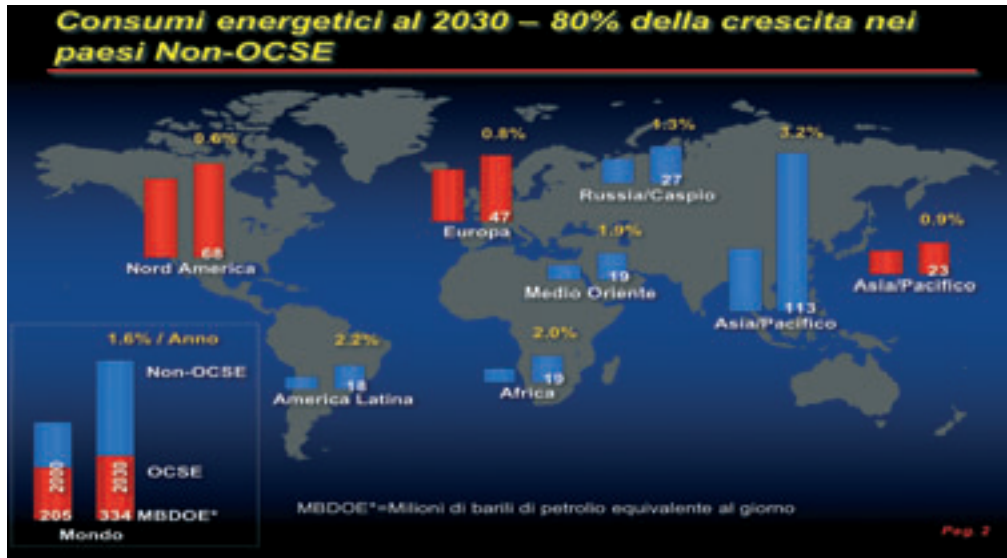 Consumi energetici al 2030 – 80% della crescita nei
paesi Non-OCSE
0.6%
68
Nord America
0.8%
47
Europa
1.3%
27
Russia/Caspio
1.9%
19
Medio Oriente
3.2%
113
Asia/Pacifico
0.9%
23
Asia/Pacifico
2.2%
18
America Latina
2.0%
19
Africa
1.6% / Anno
Non-OCSE
OCSE
2000
2030
205
334 MBDOE*
Mondo
MBDOE*=Milioni di barili di petrolio equivalente al giorno
Pag. 2